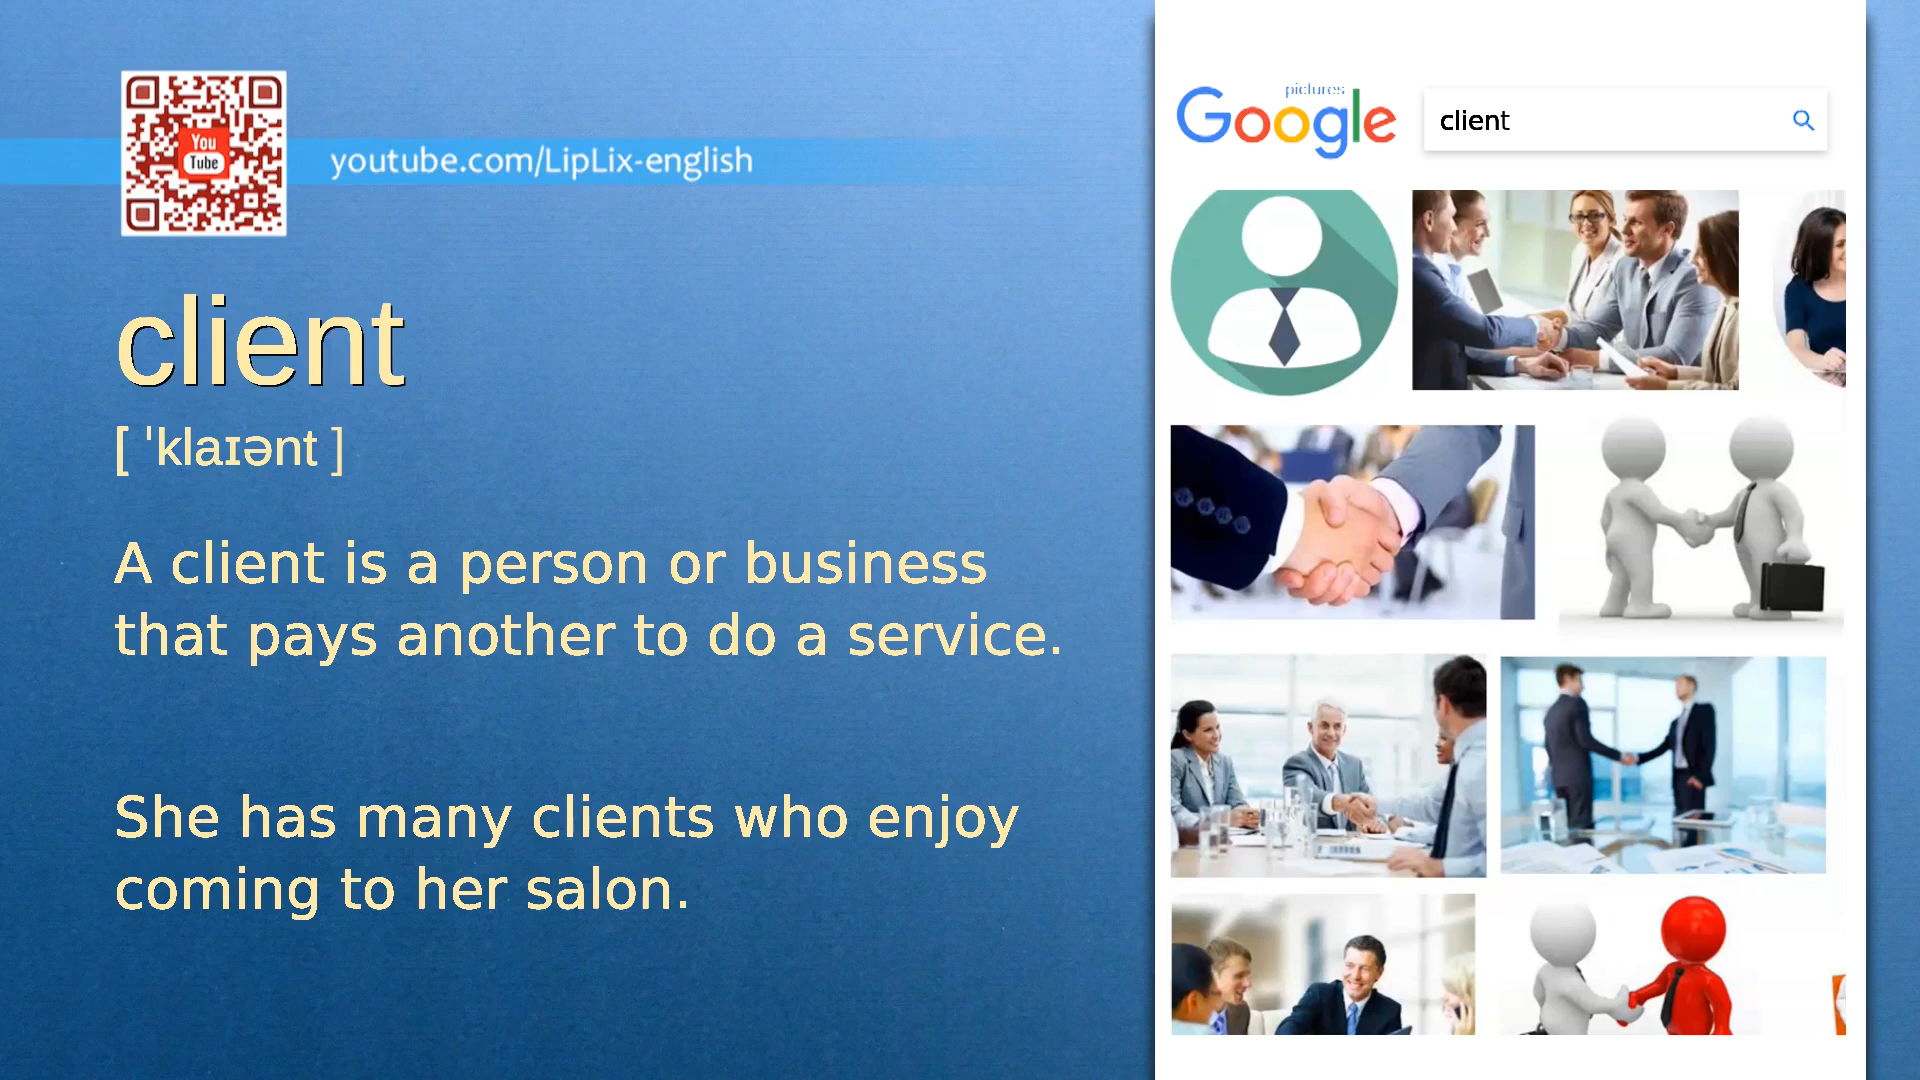 You
Tube
youtube.com/LipLix-english
client
[ ˈklaɪənt ]
A client is a person or business
that pays another to do a service.
She has many clients who enjoy
coming to her salon.
pictures
Google
client